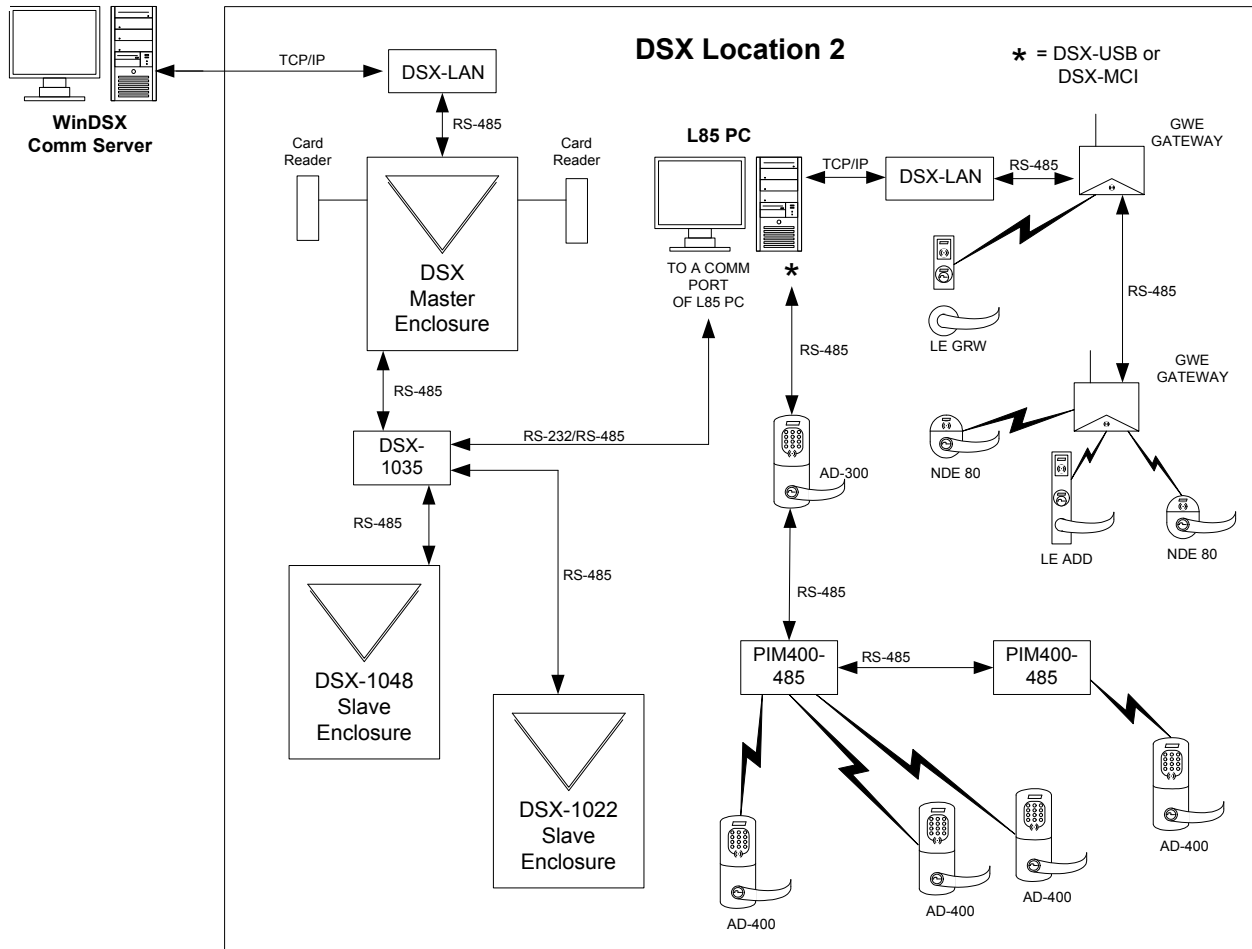 DSX Location 2
* = DSX-USB or
DSX-MCI
TCP/IP
DSX-LAN
WinDSX
Comm Server
RS-485
Card
Reader
Card
Reader
DSX
Master
Enclosure
L85 PC
TCP/IP
DSX-LAN
RS-485
GWE
GATEWAY
TO A COMM
PORT
OF L85 PC
*
LE GRW
RS-485
RS-485
RS-485
GWE
GATEWAY
DSX-
1035
RS-232/RS-485
AD-300
NDE 80
LE ADD
NDE 80
RS-485
RS-485
RS-485
DSX-1048
Slave
Enclosure
DSX-1022
Slave
Enclosure
PIM400-
485
RS-485
PIM400-
485
AD-400
AD-400
AD-400
AD-400